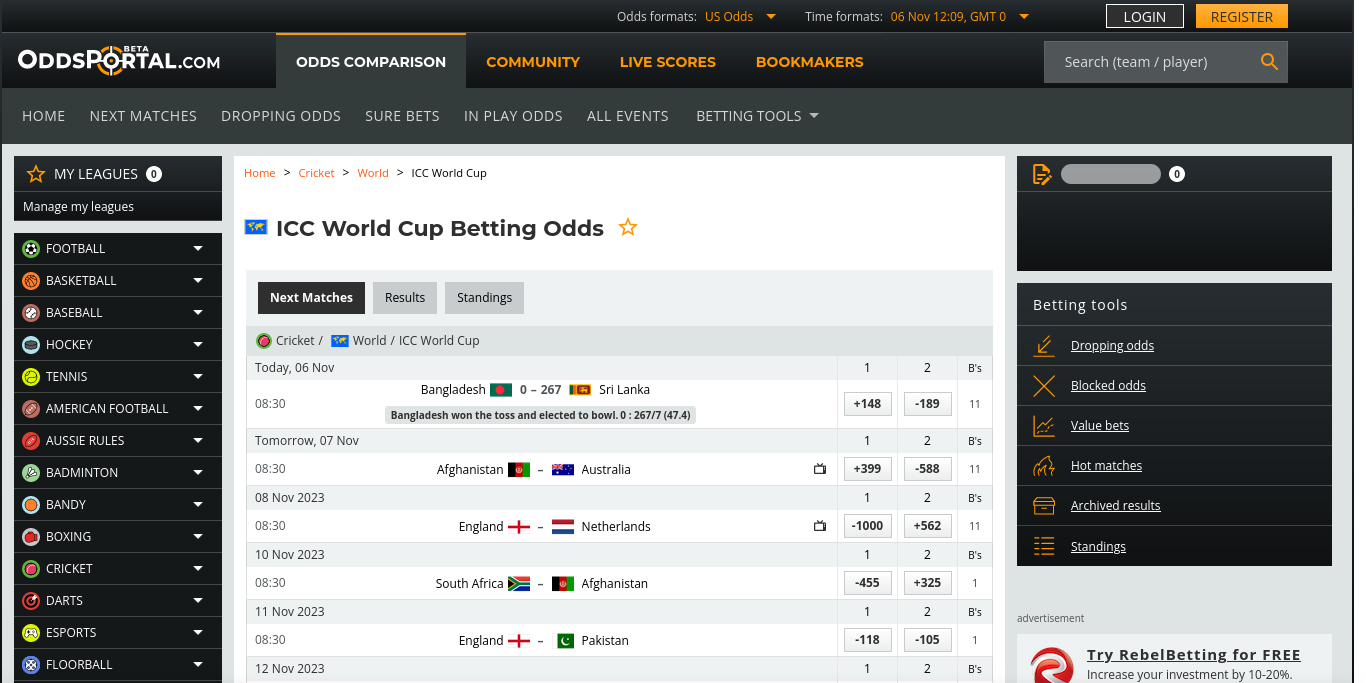 Odds formats: US Odds Time formats: 06 Nov 12:09, GMT 0 LOGIN REGISTER
ODDSPORTAL.COM BETA
ODDS COMPARISON COMMUNITY LIVE SCORES BOOKMAKERS Search (team / player)
HOME NEXT MATCHES DROPPING ODDS SURE BETS IN PLAY ODDS ALL EVENTS BETTING TOOLS
MY LEAGUES 0
Manage my leagues
FOOTBALL
BASKETBALL
BASEBALL
HOCKEY
TENNIS
AMERICAN FOOTBALL
AUSSIE RULES
BADMINTON
BANDY
BOXING
CRICKET
DARTS
ESPORTS
FLOORBALL
Home > Cricket > World > ICC World Cup
ICC World Cup Betting Odds
Next Matches Results Standings
Cricket / World / ICC World Cup
Today, 06 Nov 1 2 B's
08:30 Bangladesh 0 – 267 Sri Lanka +148 -189 11
Bangladesh won the toss and elected to bowl. 0 : 267/7 (47.4)
Tomorrow, 07 Nov 1 2 B's
08:30 Afghanistan – Australia +399 -588 11
08 Nov 2023 1 2 B's
08:30 England – Netherlands -1000 +562 11
10 Nov 2023 1 2 B's
08:30 South Africa – Afghanistan -455 +325 1
11 Nov 2023 1 2 B's
08:30 England – Pakistan -118 -105 1
12 Nov 2023 1 2 B's
0
Betting tools
Dropping odds
Blocked odds
Value bets
Hot matches
Archived results
Standings
advertisement
Try RebelBetting for FREE
Increase your investment by 10-20%.